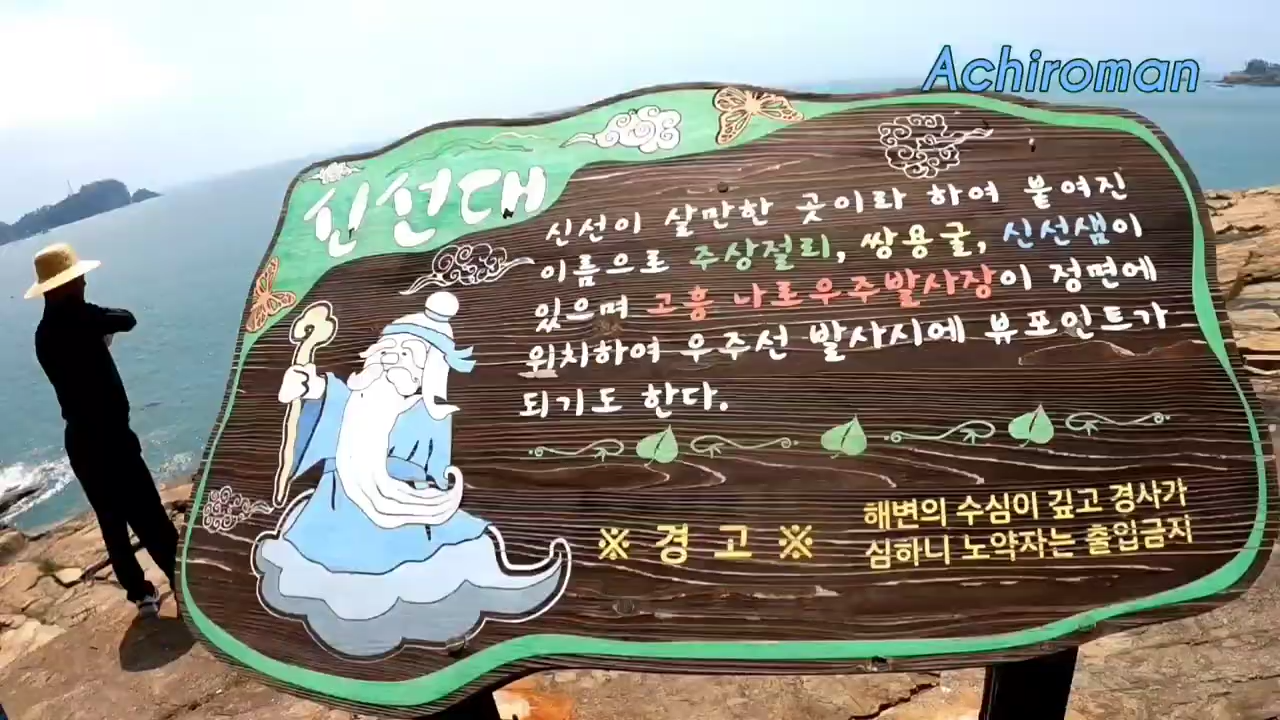 Achiroman
신선대
신선이 살만한 곳이라 하여 붙여진
이름으로 주상절리, 쌍용굴, 신선샘이
있으며 고흥 나로우주발사장이 정면에
위치하여 우주선 발사시에 뷰포인트가
되기도 한다.
※ 경고 ※
해변의 수심이 깊고 경사가
심하니 노약자는 출입금지